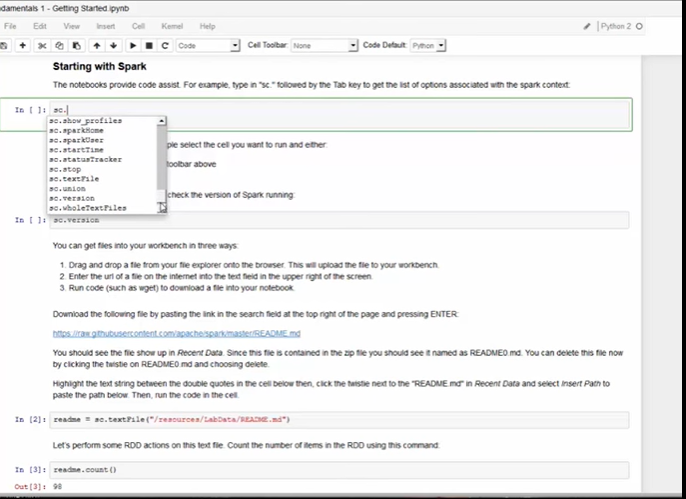 damentals 1 - Getting Started.ipynb
File Edit View Insert Cell Kernel Help
Python 2
Code Cell Toolbar: None Code Default: Python
Starting with Spark
The notebooks provide code assist. For example, type in "sc." followed by the Tab key to get the list of options associated with the spark context:
In [ ]: sc.
sc.show_profiles
sc.sparkHome
sc.sparkUser
sc.startTime
ple select the cell you want to run and either:
sc.statusTracker
oolbar above
sc.stop
sc.textFile
sc.union
check the version of Spark running:
sc.version
sc.wholeTextFiles
In [ ]: sc.version
You can get files into your workbench in three ways:
1. Drag and drop a file from your file explorer onto the browser. This will upload the file to your workbench.
2. Enter the url of a file on the internet into the text field in the upper right of the screen.
3. Run code (such as wget) to download a file into your notebook.
Download the following file by pasting the link in the search field at the top right of the page and pressing ENTER:
https://raw.githubusercontent.com/apache/spark/master/README.md
You should see the file show up in Recent Data. Since this file is contained in the zip file you should see it named as README0.md. You can delete this file now
by clicking the twistie on README0.md and choosing delete.
Highlight the text string between the double quotes in the cell below then, click the twistie next to the "README.md" in Recent Data and select Insert Path to
paste the path below. Then, run the code in the cell.
In [2]: readme = sc.textFile("/resources/LabData/README.md")
Let's perform some RDD actions on this text file. Count the number of items in the RDD using this command:
In [3]: readme.count()
Out[3]: 98